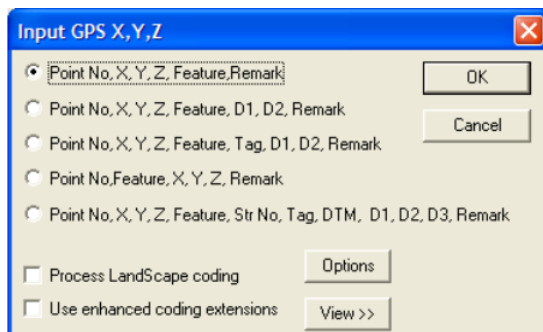 Input GPS X,Y,Z
Point No, X, Y, Z, Feature,Remark
OK
Point No, X, Y, Z, Feature, D1, D2, Remark
Cancel
Point No, X, Y, Z, Feature, Tag, D1, D2, Remark
Point No,Feature, X, Y, Z, Remark
Point No, X, Y, Z, Feature, Str No, Tag, DTM, D1, D2, D3, Remark
Process LandScape coding
Options
Use enhanced coding extensions
View >>